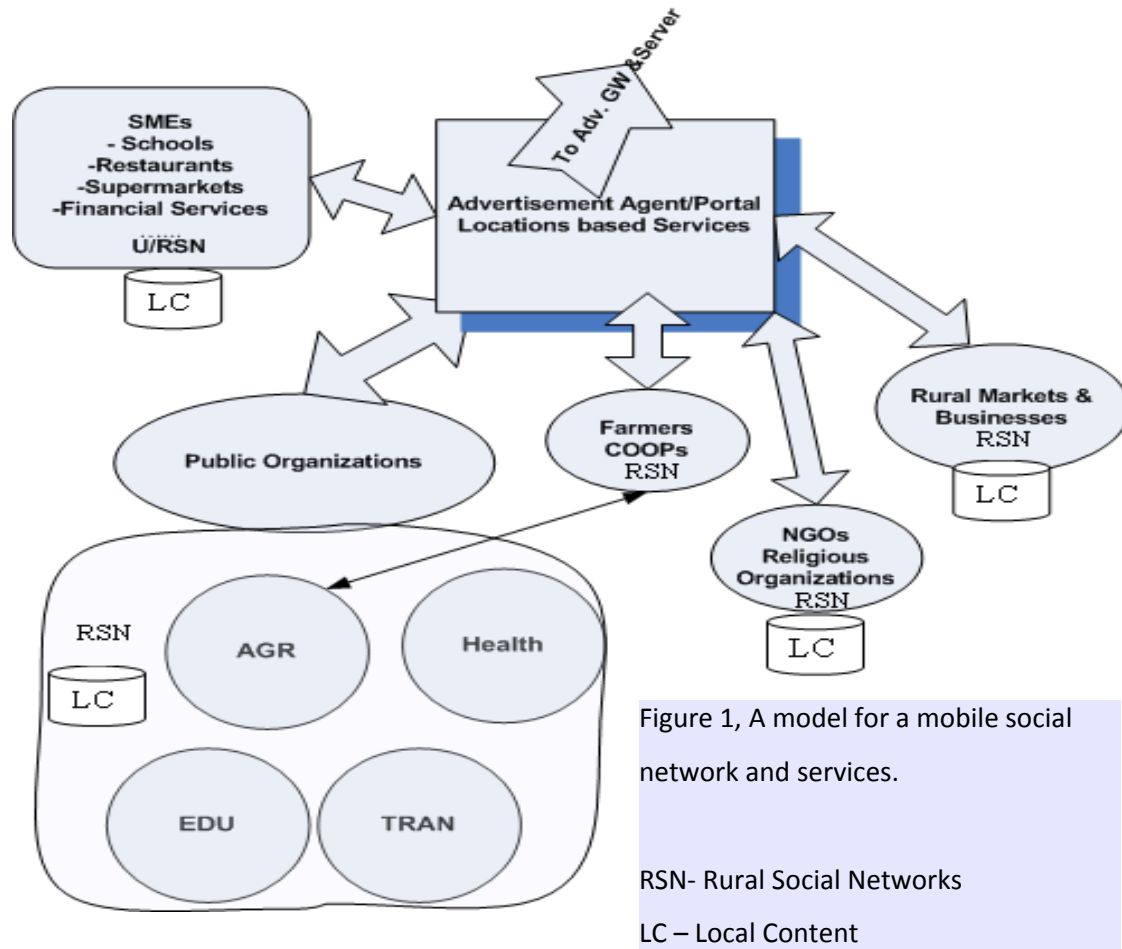 To Adv. GW &Server
SMEs
- Schools
-Restaurants
-Supermarkets
-Financial Services
......
U/RSN
LC
Advertisement Agent/Portal
Locations based Services
Public Organizations
Farmers
COOPs
RSN
Rural Markets &
Businesses
RSN
LC
NGOs
Religious
Organizations
RSN
LC
RSN
LC
AGR
Health
EDU
TRAN
Figure 1, A model for a mobile social
network and services.
RSN- Rural Social Networks
LC – Local Content